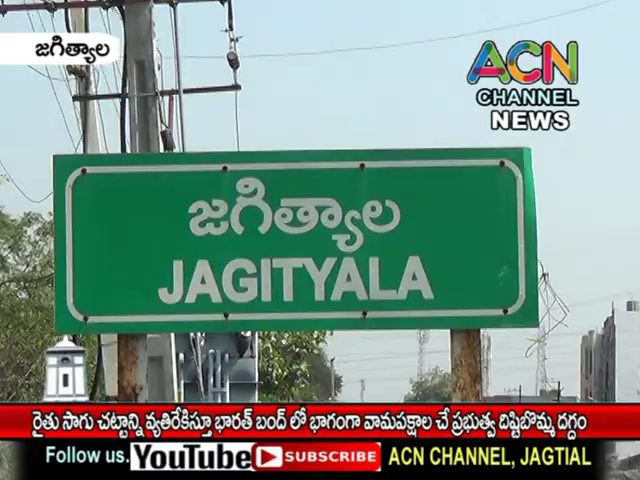 జగిత్యాల
ACN
CHANNEL
NEWS
జగిత్యాల
JAGITYALA
రైతు సాగు చట్టాన్ని వ్యతిరేకిస్తూ భారత్ బంద్ లో భాగంగా వామపక్షాల చే ప్రభుత్వ దిష్టిబొమ్మ దగ్ధం
Follow us. YouTube SUBSCRIBE ACN CHANNEL, JAGTIAL